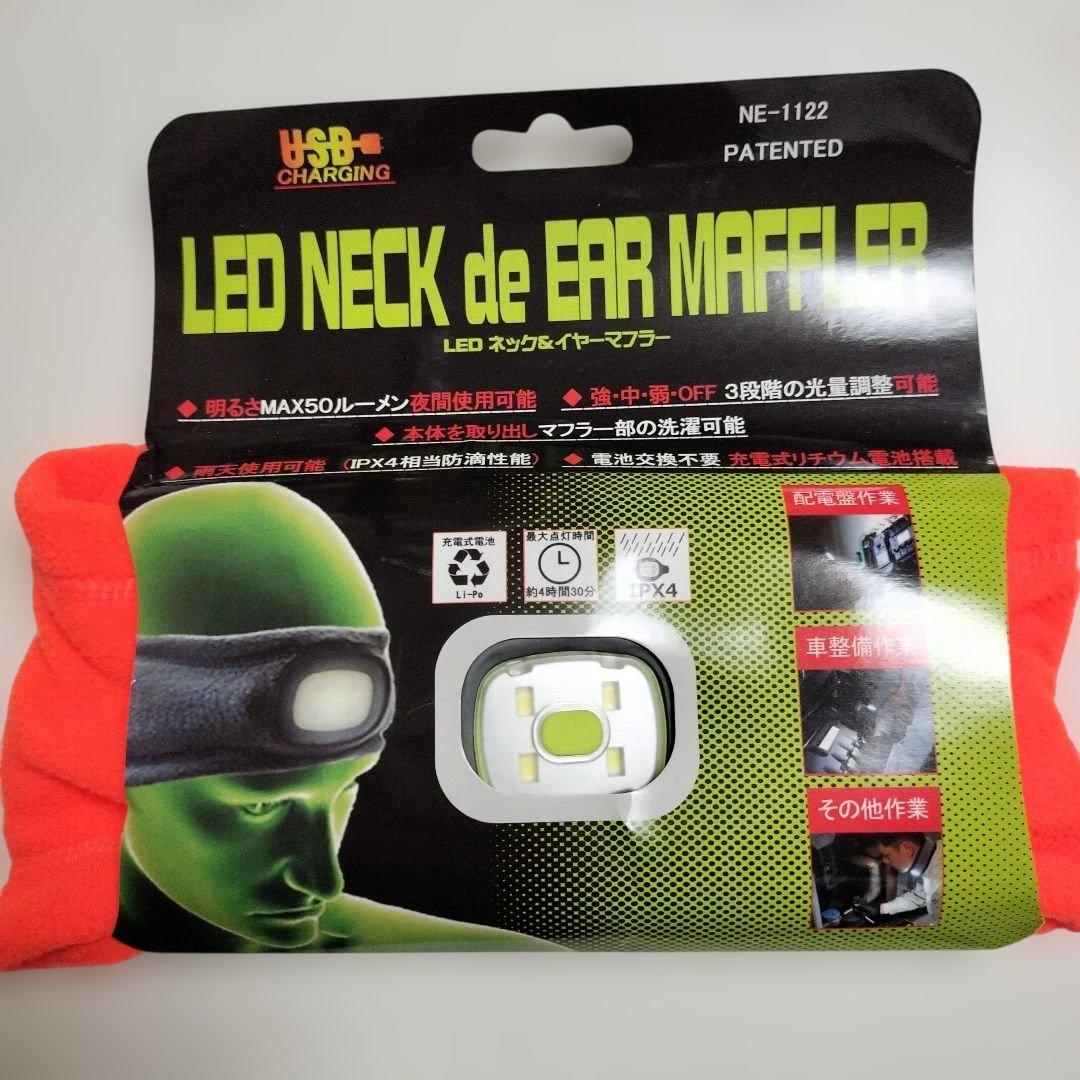 USB
CHARGING
NE-1122
PATENTED
LED NECK de EAR MAFFLER
LED ネック&イヤーマフラー
◆ 明るさMAX50ルーメン夜間使用可能
◆ 強・中・弱・OFF 3段階の光量調整可能
◆ 本体を取り出しマフラー部の洗濯可能
◆ 雨天使用可能 (IPX4相当防滴性能)
◆ 電池交換不要 充電式リチウム電池搭載
充電式電池
Li-Po
最大点灯時間
約4時間30分
IPX4
配電盤作業
車整備作業
その他作業